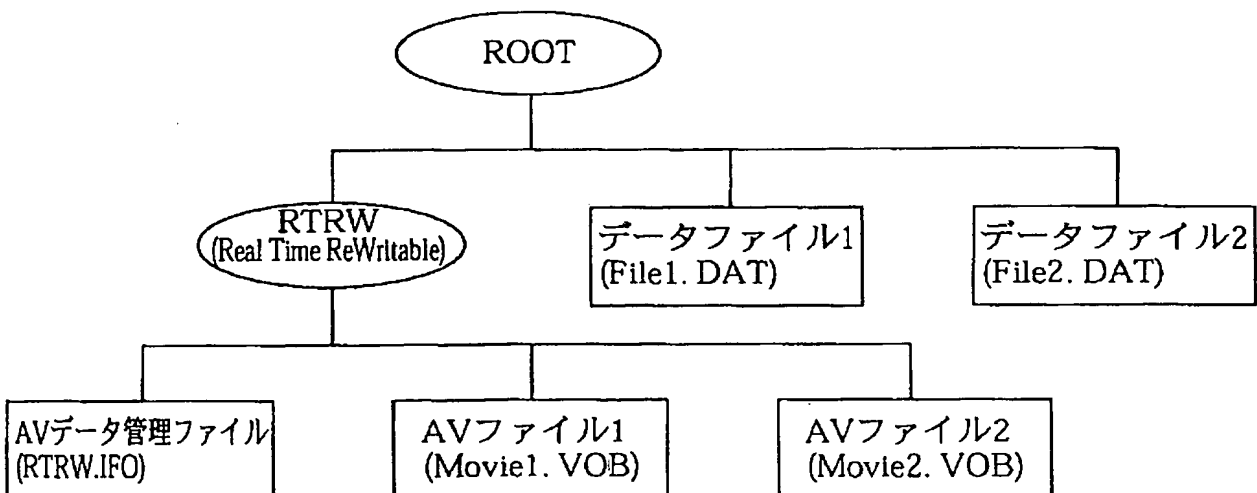 ROOT
RTRW
(Real Time ReWritable)
データファイル1
(File1. DAT)
データファイル2
(File2. DAT)
AVデータ管理ファイル
(RTRW.IFO)
AVファイル1
(Movie1. VOB)
AVファイル2
(Movie2. VOB)